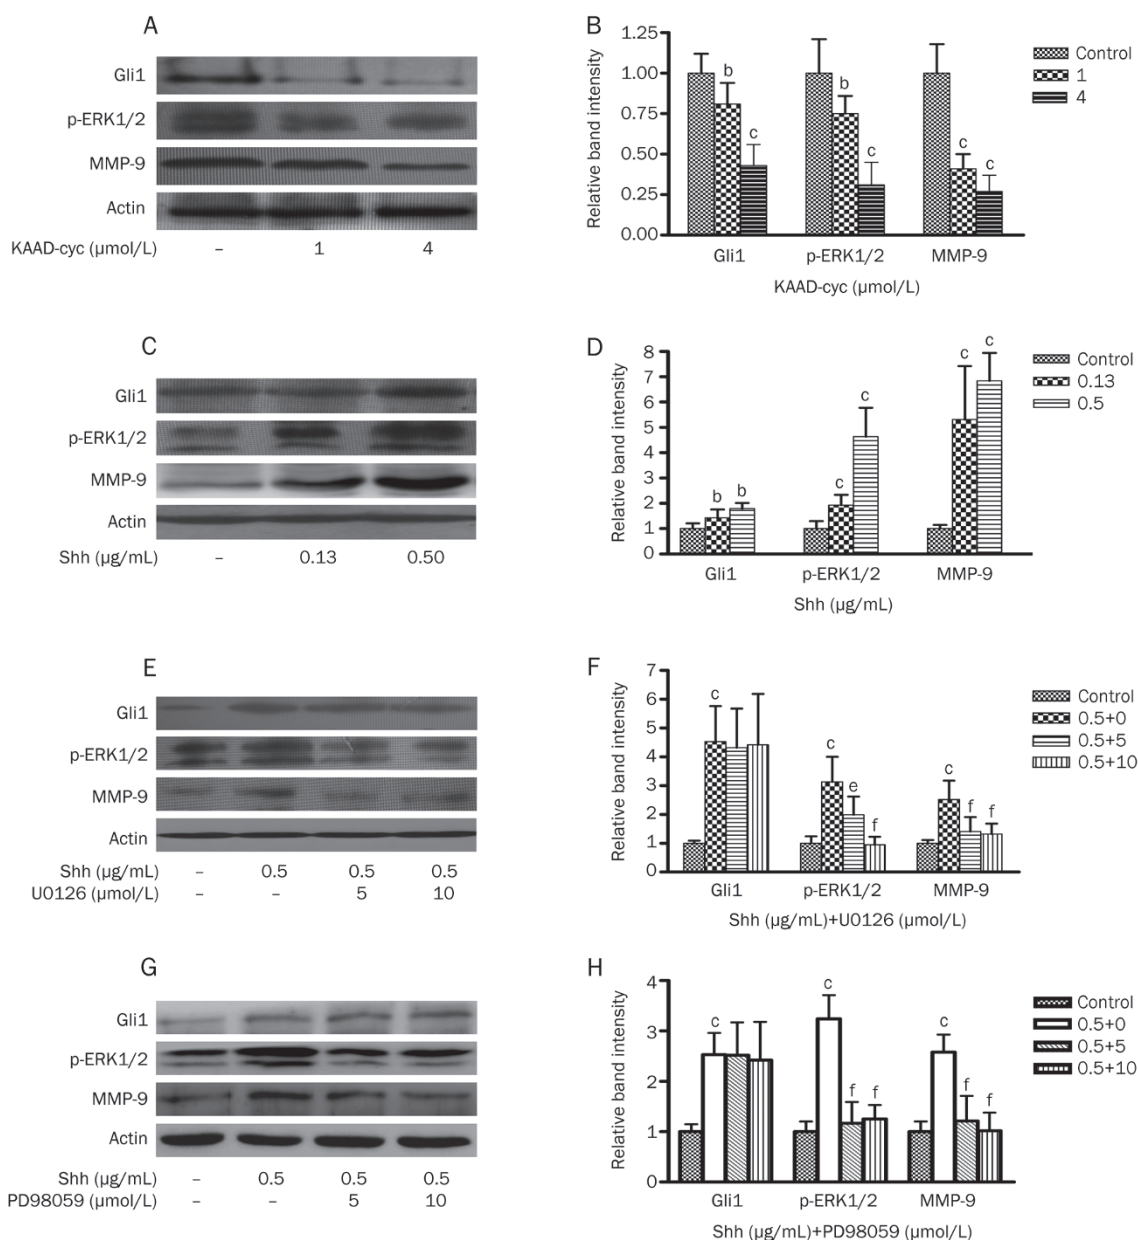 A
Gli1
p-ERK1/2
MMP-9
Actin
KAAD-cyc (µmol/L) – 1 4
B
Relative band intensity
1.25
1.00
0.75
0.50
0.25
0.00
b
c
b
c
c
c
Gli1 p-ERK1/2 MMP-9
KAAD-cyc (µmol/L)
Control
1
4
C
Gli1
p-ERK1/2
MMP-9
Actin
Shh (µg/mL) – 0.13 0.50
D
Relative band intensity
8
7
6
5
4
3
2
1
0
b
b
c
c
c
c
Gli1 p-ERK1/2 MMP-9
Shh (µg/mL)
Control
0.13
0.5
E
Gli1
p-ERK1/2
MMP-9
Actin
Shh (µg/mL) – 0.5 0.5 0.5
U0126 (µmol/L) – – 5 10
F
Relative band intensity
7
6
5
4
3
2
1
0
c
c
e
f
c
f
f
Gli1 p-ERK1/2 MMP-9
Shh (µg/mL)+U0126 (µmol/L)
Control
0.5+0
0.5+5
0.5+10
G
Gli1
p-ERK1/2
MMP-9
Actin
Shh (µg/mL) – 0.5 0.5 0.5
PD98059 (µmol/L) – – 5 10
H
Relative band intensity
4
3
2
1
0
c
c
f
f
c
f
f
Gli1 p-ERK1/2 MMP-9
Shh (µg/mL)+PD98059 (µmol/L)
Control
0.5+0
0.5+5
0.5+10